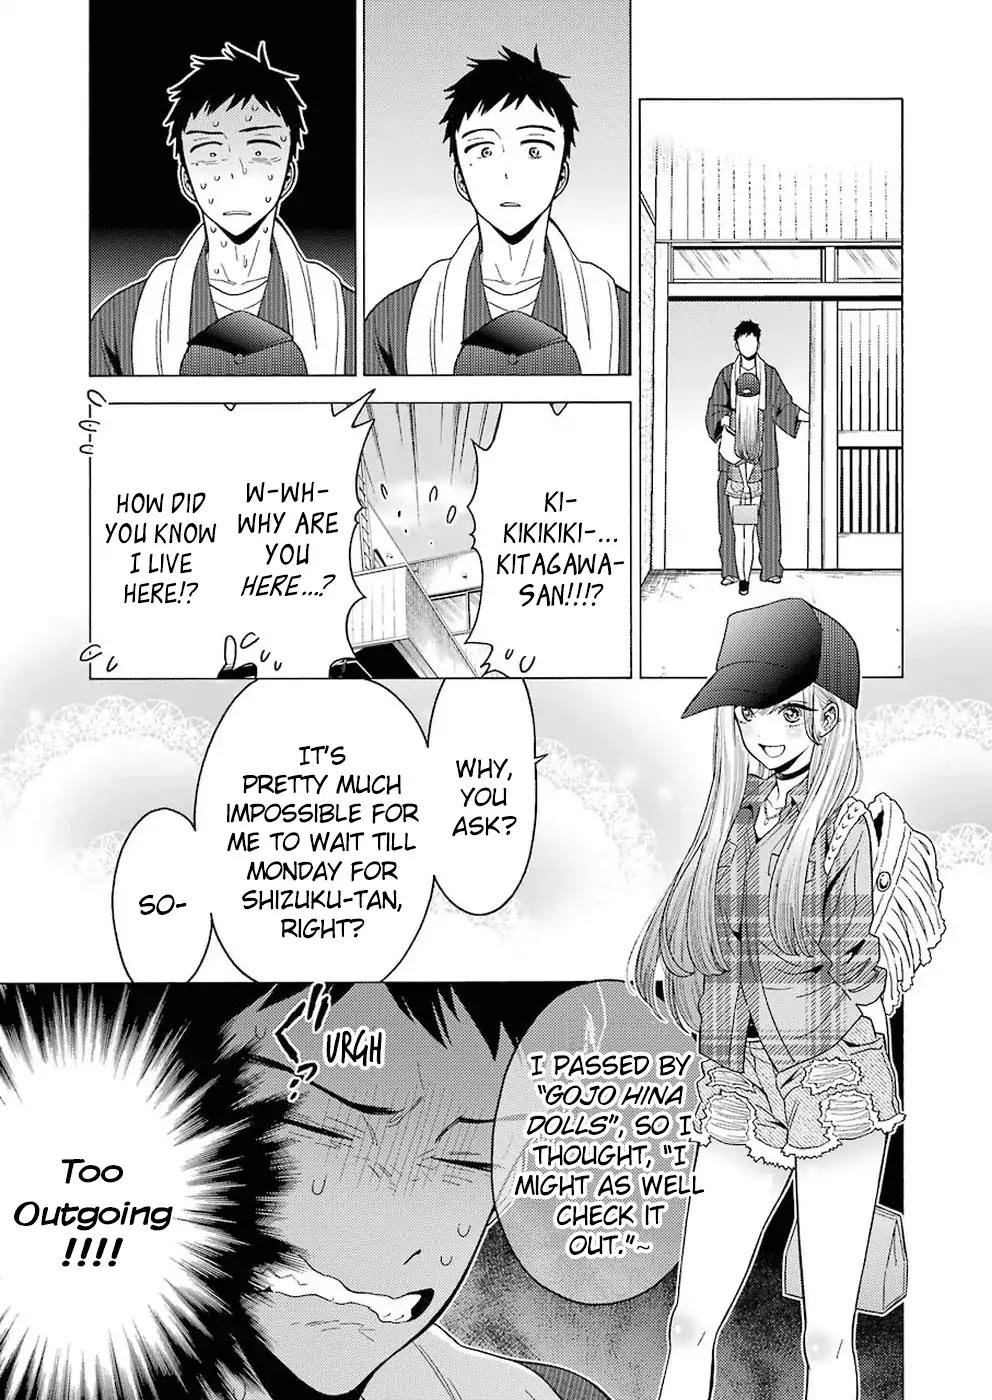 KI-
KIKIKIKI-...
KITAGAWA-
SAN!!!!?
W-WH-
WHY ARE
YOU
HERE...?
HOW DID
YOU KNOW
I LIVE
HERE!?
WHY,
YOU
ASK?
IT'S
PRETTY MUCH
IMPOSSIBLE FOR
ME TO WAIT TILL
MONDAY FOR
SHIZUKU-TAN,
RIGHT?
SO-
I PASSED BY
"GOJO HINA
DOLLS", SO I
THOUGHT, "I
MIGHT AS WELL
CHECK IT
OUT."~
URGH
Too
Outgoing
!!!!